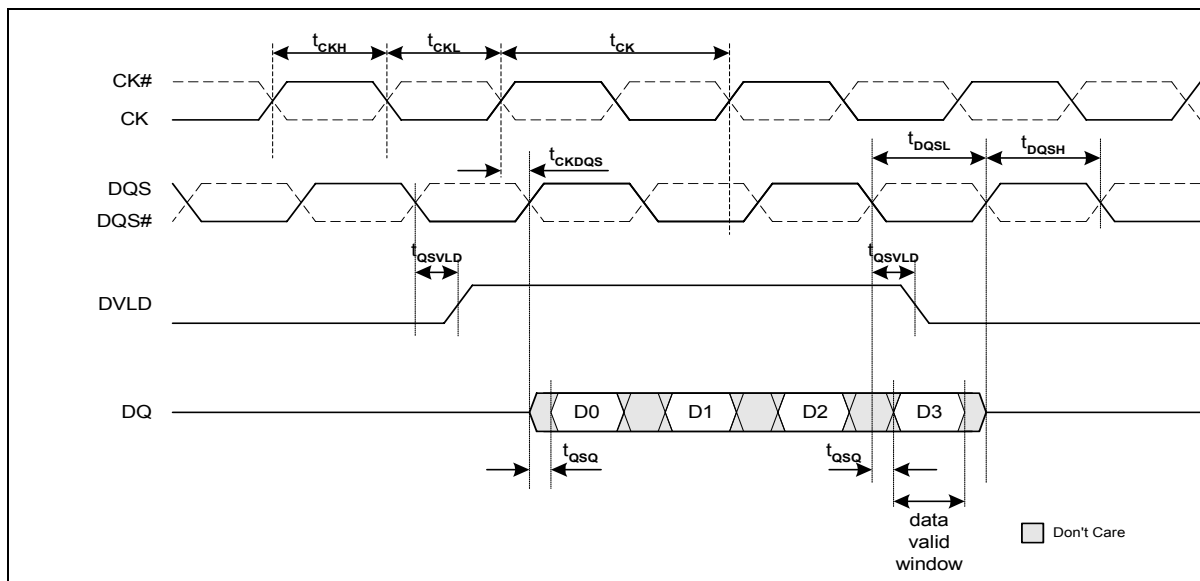 tCKH tCKL tCK
CK#
CK
tCKDQS tDQSL tDQSH
DQS
DQS#
tQSVLD tQSVLD
DVLD
DQ D0 D1 D2 D3
tQSQ tQSQ
data
valid
window
Don't Care